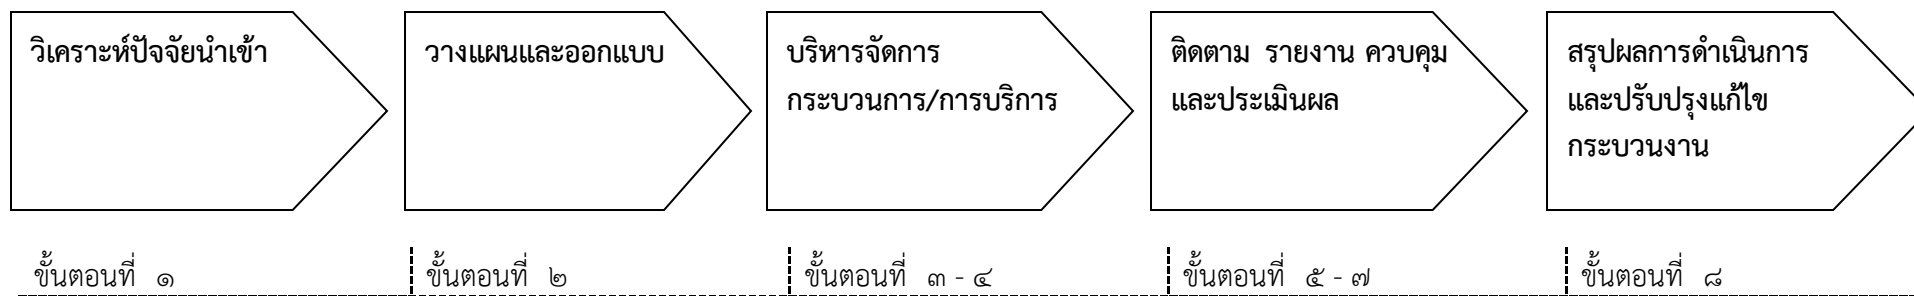 วิเคราะห์ปัจจัยนำเข้า
วางแผนและออกแบบ
บริหารจัดการ
กระบวนการ/การบริการ
ติดตาม รายงาน ควบคุม
และประเมินผล
สรุปผลการดำเนินการ
และปรับปรุงแก้ไข
กระบวนงาน
ขั้นตอนที่ ๑
ขั้นตอนที่ ๒
ขั้นตอนที่ ๓ - ๔
ขั้นตอนที่ ๕ - ๗
ขั้นตอนที่ ๘